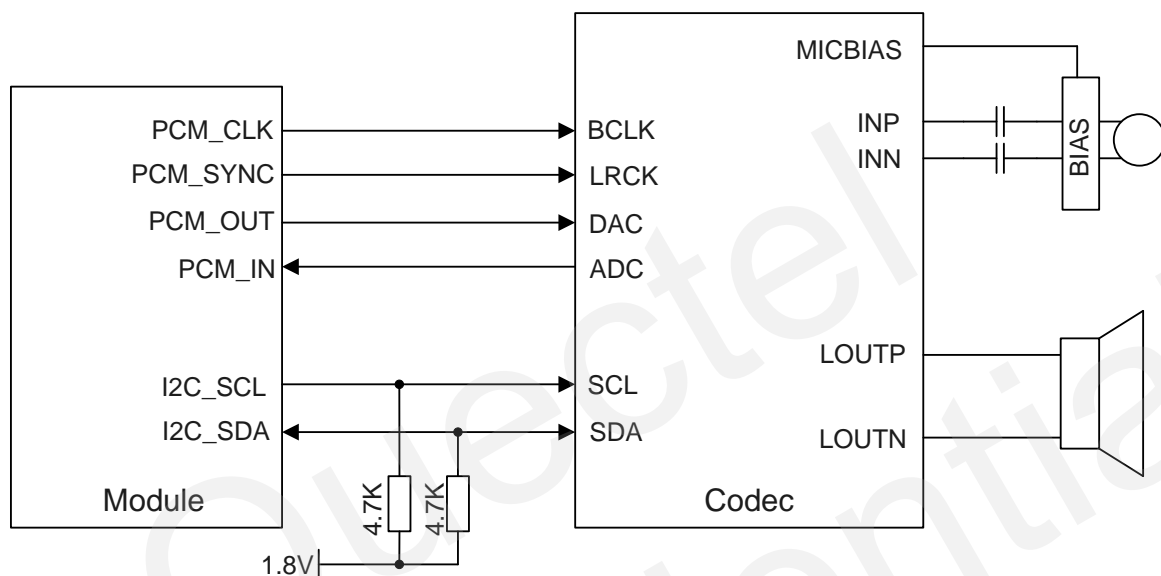 MICBIAS
PCM_CLK
BCLK
INP
BIAS
PCM_SYNC
LRCK
INN
PCM_OUT
DAC
PCM_IN
ADC
LOUTP
I2C_SCL
SCL
I2C_SDA
SDA
LOUTN
Module
4.7K
4.7K
Codec
1.8V
Quectel